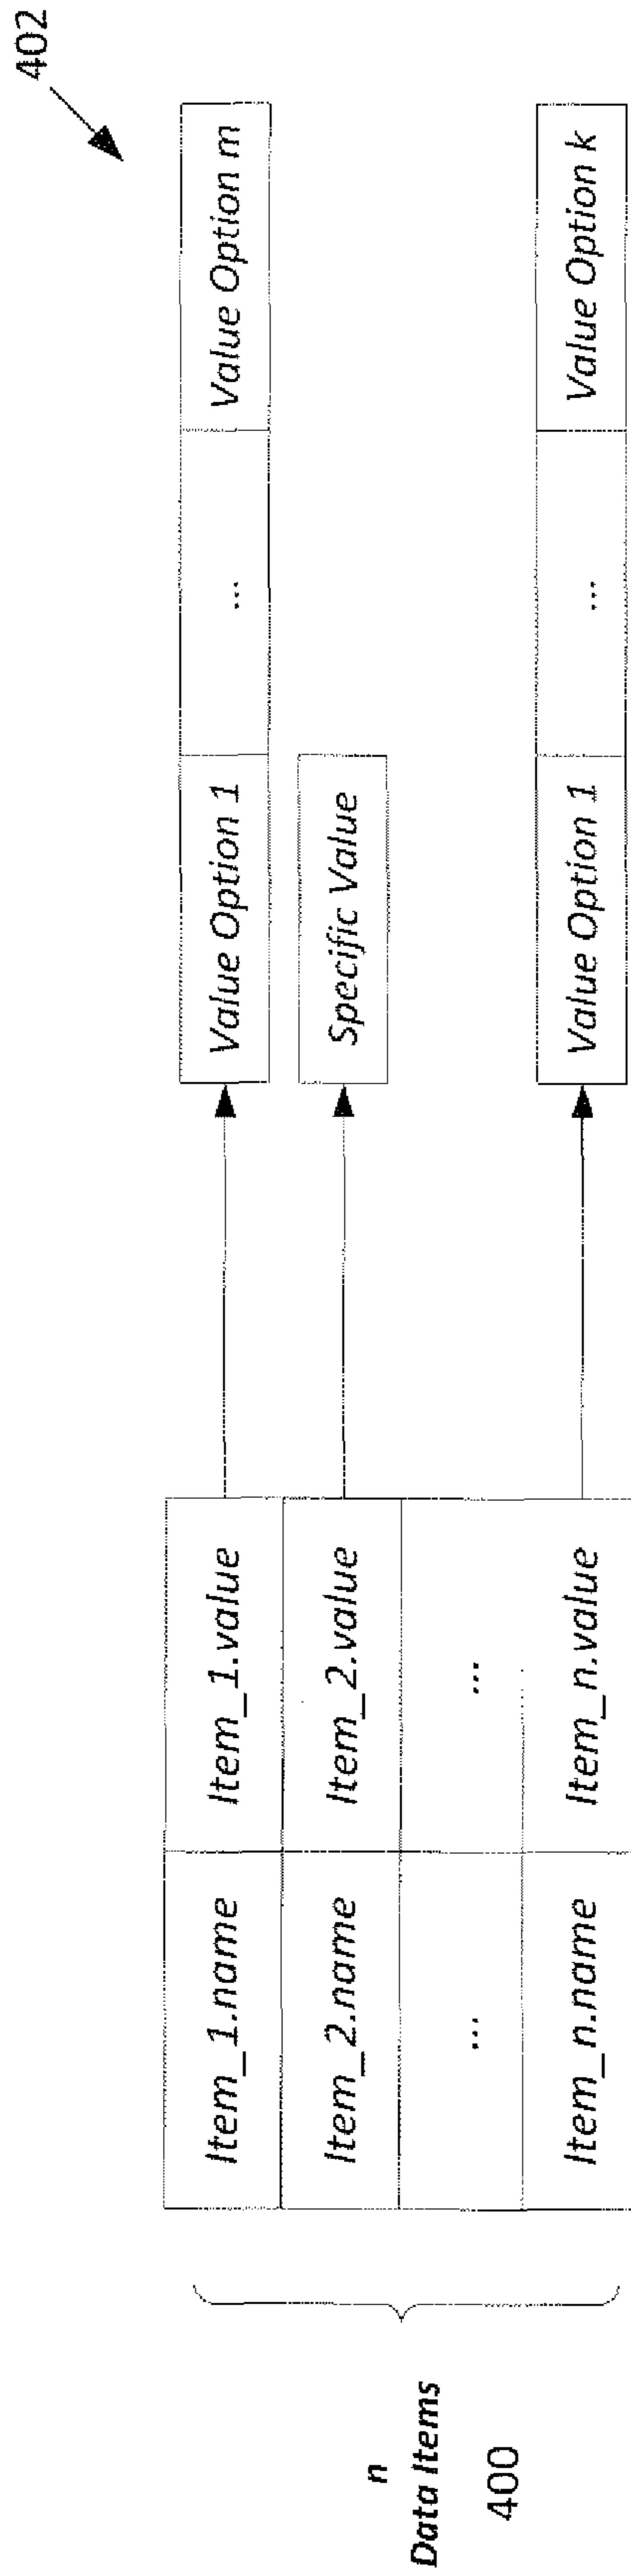 402
Item_1.name
Item_1.value
Value Option 1
...
Value Option m
Item_2.name
Item_2.value
Specific Value
...
...
Item_n.name
Item_n.value
Value Option 1
...
Value Option k
n
Data Items
400